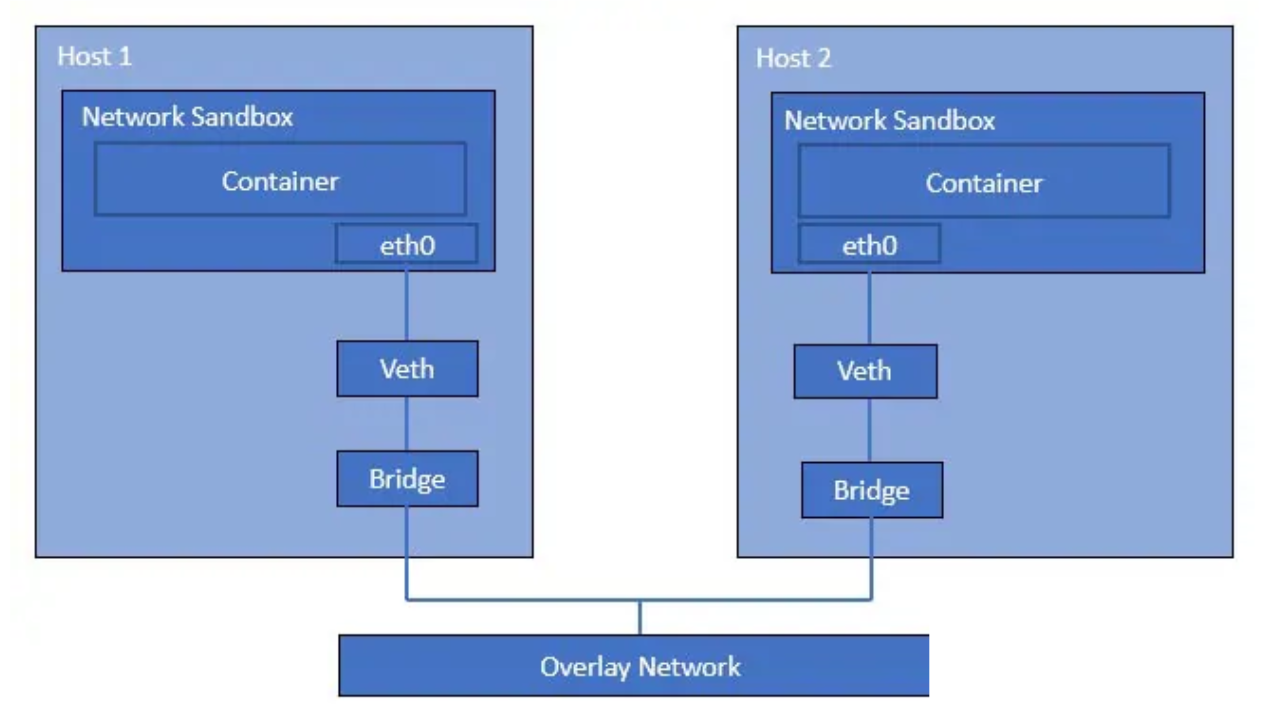 Host 1
Network Sandbox
Container
eth0
Veth
Bridge
Host 2
Network Sandbox
Container
eth0
Veth
Bridge
Overlay Network